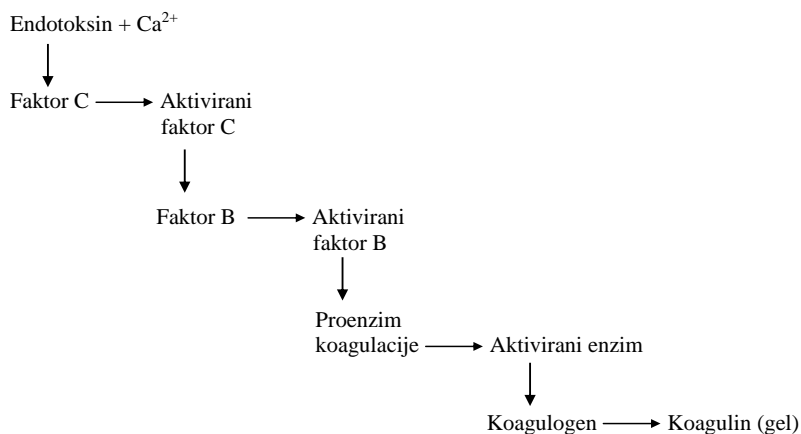 Endotoksin + Ca²⁺
Faktor C
Aktivirani
faktor C
Faktor B
Aktivirani
faktor B
Proenzim
koagulacije
Aktivirani enzim
Koagulogen
Koagulin (gel)